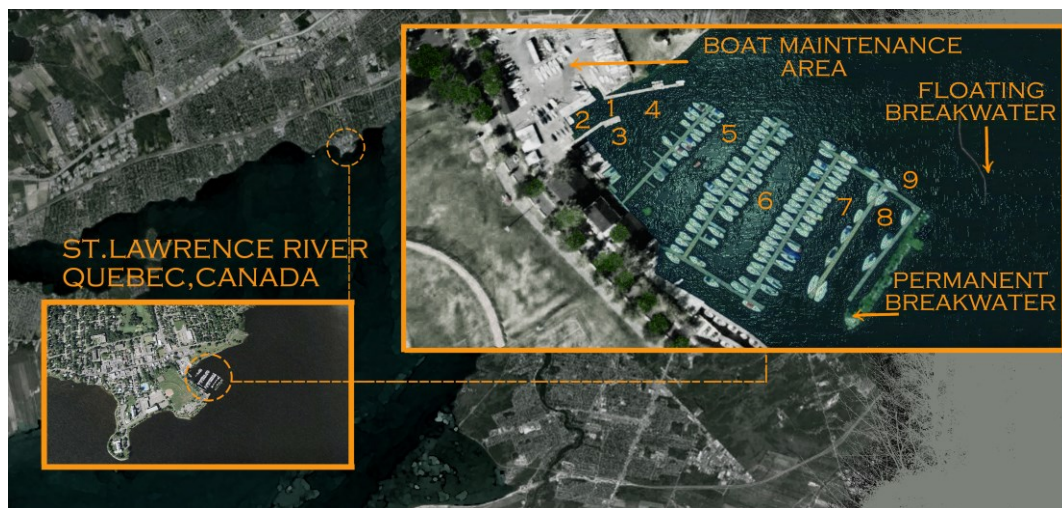 BOAT MAINTENANCE
AREA
FLOATING
BREAKWATER
1
2
3
4
5
6
7
8
9
PERMANENT
BREAKWATER
ST.LAWRENCE RIVER
QUEBEC,CANADA